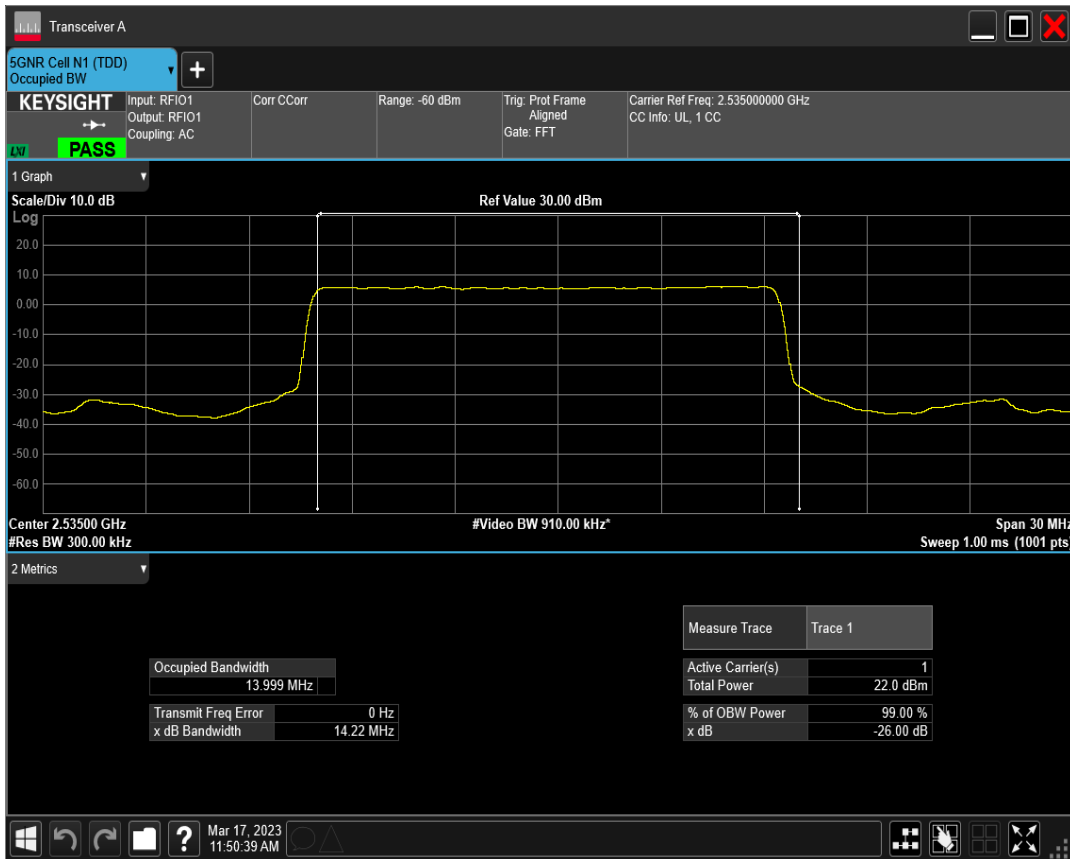 Transceiver A
5GNR Cell N1 (TDD)
Occupied BW
+
KEYSIGHT
LXI
PASS
Input: RFIO1
Output: RFIO1
Coupling: AC
Corr CCorr
Range: -60 dBm
Trig: Prot Frame
Aligned
Gate: FFT
Carrier Ref Freq: 2.535000000 GHz
CC Info: UL, 1 CC
1 Graph
Scale/Div 10.0 dB
Ref Value 30.00 dBm
Log
20.0
10.0
0.00
-10.0
-20.0
-30.0
-40.0
-50.0
-60.0
Center 2.53500 GHz
#Video BW 910.00 kHz*
Span 30 MHz
#Res BW 300.00 kHz
Sweep 1.00 ms (1001 pts)
2 Metrics
Measure Trace Trace 1
Occupied Bandwidth
13.999 MHz
Active Carrier(s) 1
Total Power 22.0 dBm
Transmit Freq Error 0 Hz
x dB Bandwidth 14.22 MHz
% of OBW Power 99.00 %
x dB -26.00 dB
?
Mar 17, 2023
11:50:39 AM